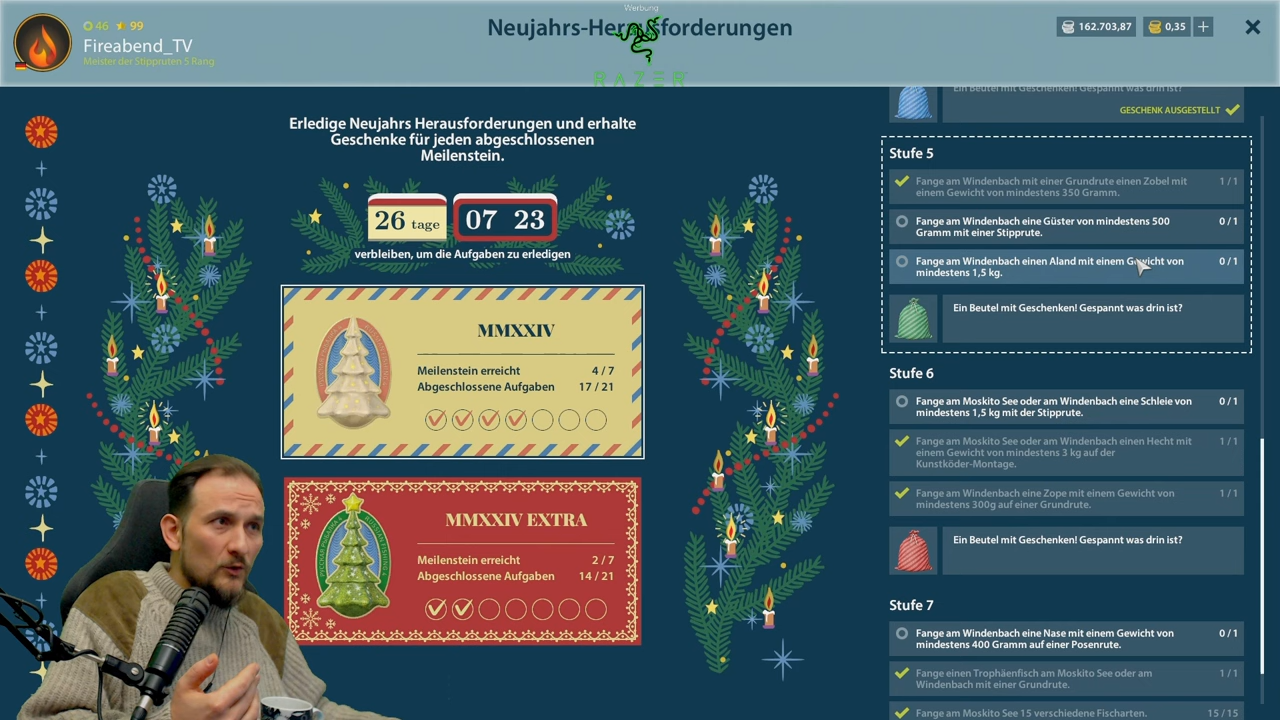 Werbung
Neujahrs-Herausforderungen
46 99
Fireabend_TV
Meister der Stippruten 5 Rang
RAZER
162.703,87
0,35
Erledige Neujahrs Herausforderungen und erhalte
Geschenke für jeden abgeschlossenen
Meilenstein.
26 tage 07 23
verbleiben, um die Aufgaben zu erledigen
MMXXIV
Meilenstein erreicht 4 / 7
Abgeschlossene Aufgaben 17 / 21
MMXXIV EXTRA
Meilenstein erreicht 2 / 7
Abgeschlossene Aufgaben 14 / 21
Ein Beutel mit Geschenken! Gespannt was drin ist?
GESCHENK AUSGESTELLT
Stufe 5
Fange am Windenbach mit einer Grundrute einen Zobel mit 1 / 1
einem Gewicht von mindestens 350 Gramm.
Fange am Windenbach eine Güster von mindestens 500 0 / 1
Gramm mit einer Stipprute.
Fange am Windenbach einen Aland mit einem Gewicht von 0 / 1
mindestens 1,5 kg.
Ein Beutel mit Geschenken! Gespannt was drin ist?
Stufe 6
Fange am Moskito See oder am Windenbach eine Schleie von 0 / 1
mindestens 1,5 kg mit der Stipprute.
Fange am Moskito See oder am Windenbach einen Hecht mit 1 / 1
einem Gewicht von mindestens 3 kg auf der
Kunstköder-Montage.
Fange am Windenbach eine Zope mit einem Gewicht von 1 / 1
mindestens 300g auf einer Grundrute.
Ein Beutel mit Geschenken! Gespannt was drin ist?
Stufe 7
Fange am Windenbach eine Nase mit einem Gewicht von 0 / 1
mindestens 400 Gramm auf einer Posenrute.
Fange einen Trophäenfisch am Moskito See oder am 1 / 1
Windenbach mit einer Grundrute.
Fange am Moskito See 15 verschiedene Fischarten. 15 / 15